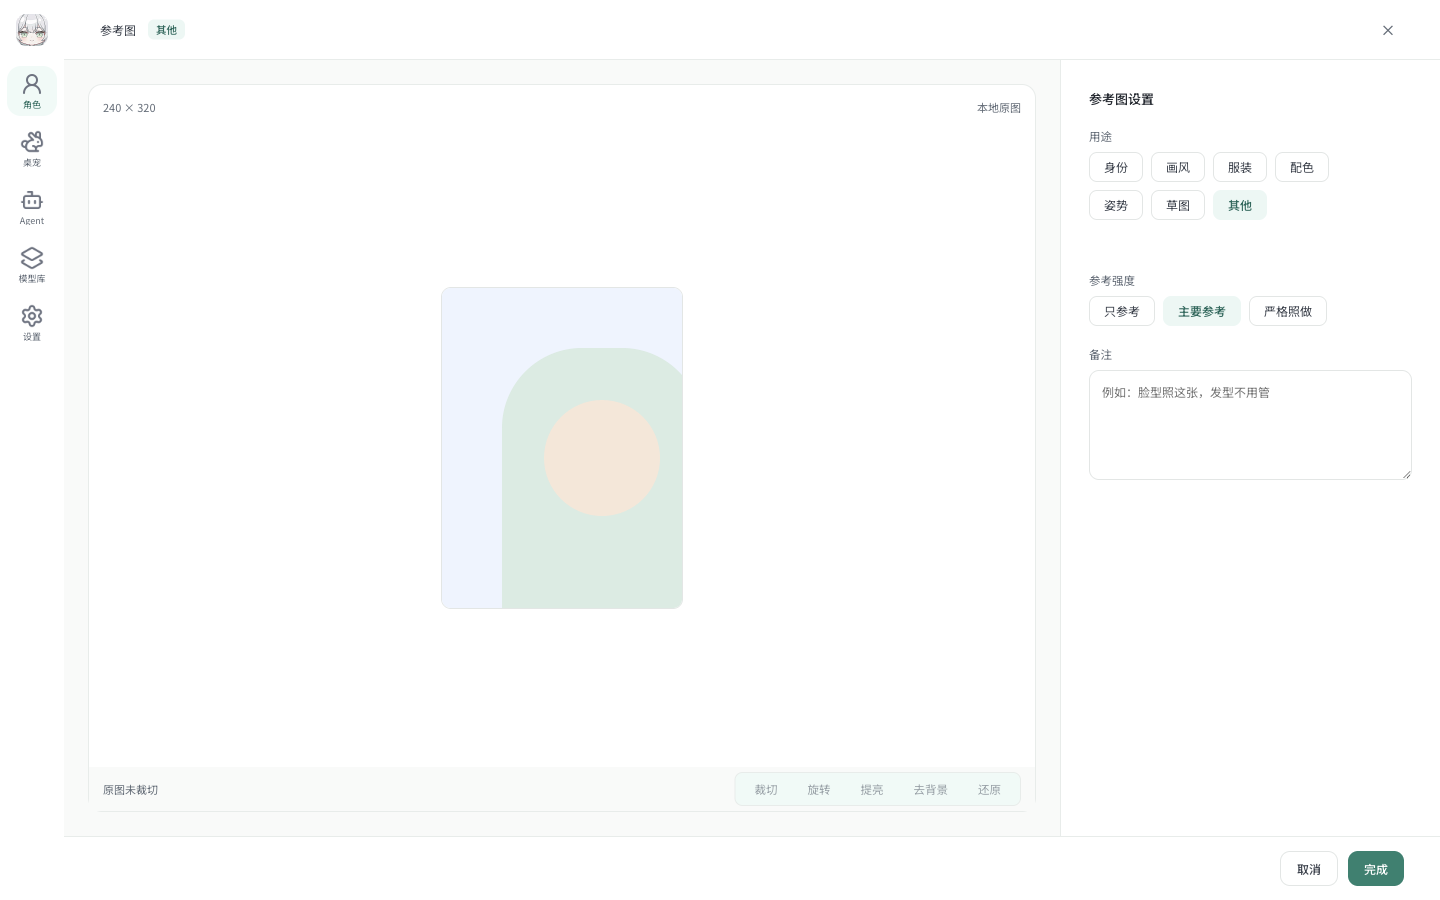 参考图 其他
角色
桌宠
Agent
模型库
设置
240 × 320 本地原图
原图未裁切 裁切 旋转 提亮 去背景 还原
参考图设置
用途
身份 画风 服装 配色
姿势 草图 其他
参考强度
只参考 主要参考 严格照做
备注
例如：脸型照这张，发型不用管
取消 完成